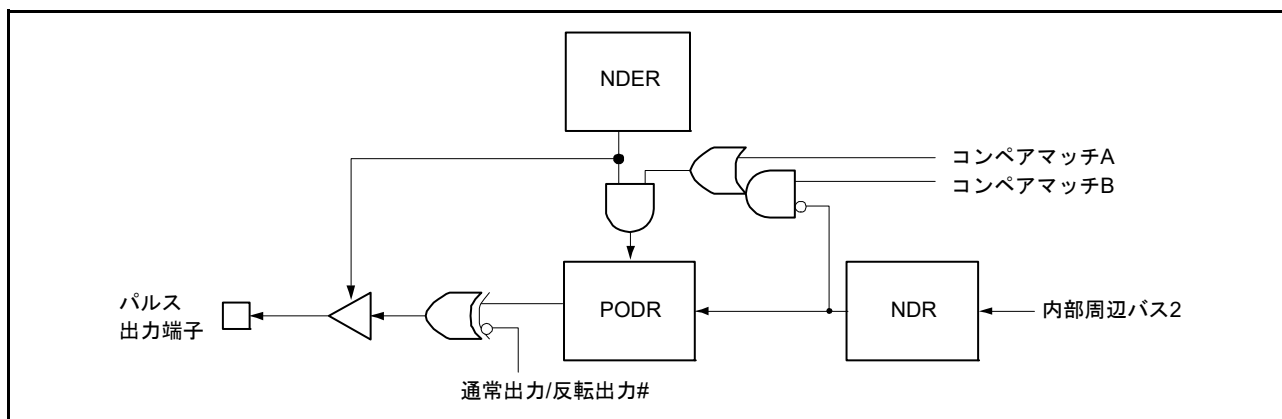 NDER
コンペアマッチA
コンペアマッチB
パルス
出力端子
PODR
NDR
内部周辺バス2
通常出力/反転出力#